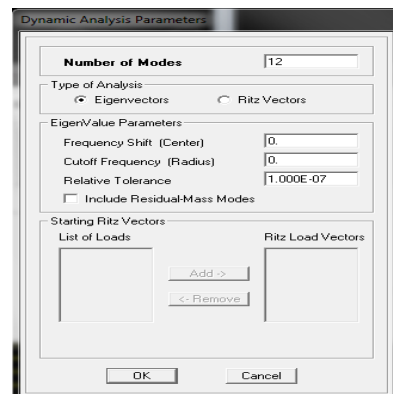 Dynamic Analysis Parameters
Number of Modes 12
Type of Analysis
Eigenvectors Ritz Vectors
EigenValue Parameters
Frequency Shift (Center) 0.
Cutoff Frequency (Radius) 0.
Relative Tolerance 1.000E-07
Include Residual-Mass Modes
Starting Ritz Vectors
List of Loads Ritz Load Vectors
Add ->
<- Remove
OK Cancel